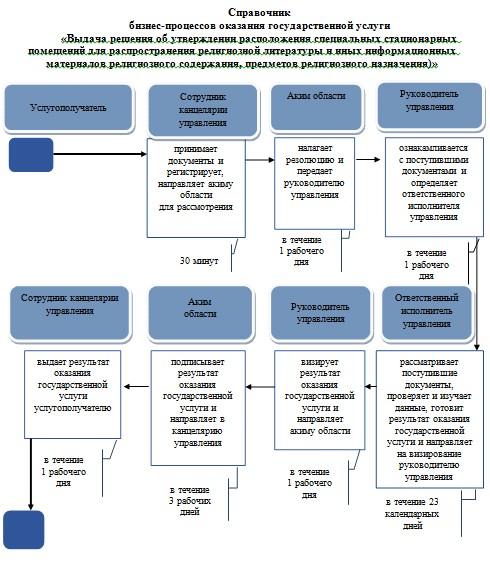 Справочник
бизнес-процессов оказания государственной услуги
«Выдача решения об утверждении расположения специальных стационарных
помещений для распространения религиозной литературы и иных информационных
материалов религиозного содержания, предметов религиозного назначения)»
Услугополучатель
Сотрудник
канцелярии
управления
Аким области
Руководитель
управления
принимает
документы и
регистрирует,
направляет акиму
области
для рассмотрения
30 минут
налагает
резолюцию и
передает
руководителю
управления
в течение
1 рабочего
дня
ознакамливается
с поступившими
документами и
определяет
ответственного
исполнителя
управления
в течение
1 рабочего
дня
Сотрудник канцелярии
управления
Аким
области
Руководитель
управления
Ответственный
исполнитель
управления
выдает результат
оказания
государственной
услуги
услугополучателю
в течение
1 рабочего
дня
подписывает
результат
оказания
государственной
услуги и
направляет в
канцелярию
управления
в течение
3 рабочих
дней
визирует
результат
оказания
государственной
услуги и
направляет
акиму области
в течение
1 рабочего
дня
рассматривает
поступившие
документы,
проверяет и изучает
данные, готовит
результат оказания
государственной
услуги и направляет
на визирование
руководителю
управления
в течение 23
календарных
дней